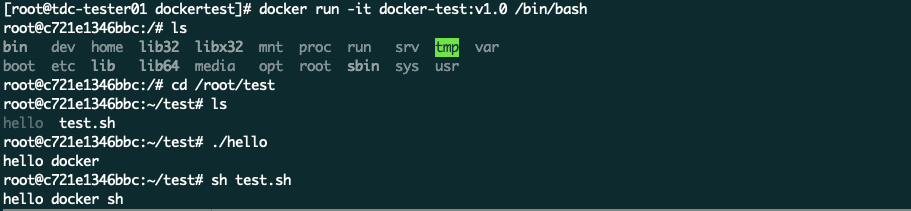 [root@tdc-tester01 dockertest]# docker run -it docker-test:v1.0 /bin/bash
root@c721e1346bbc:/# ls
bin dev home lib32 libx32 mnt proc run srv tmp var
boot etc lib lib64 media opt root sbin sys usr
root@c721e1346bbc:/# cd /root/test
root@c721e1346bbc:~/test# ls
hello test.sh
root@c721e1346bbc:~/test# ./hello
hello docker
root@c721e1346bbc:~/test# sh test.sh
hello docker sh